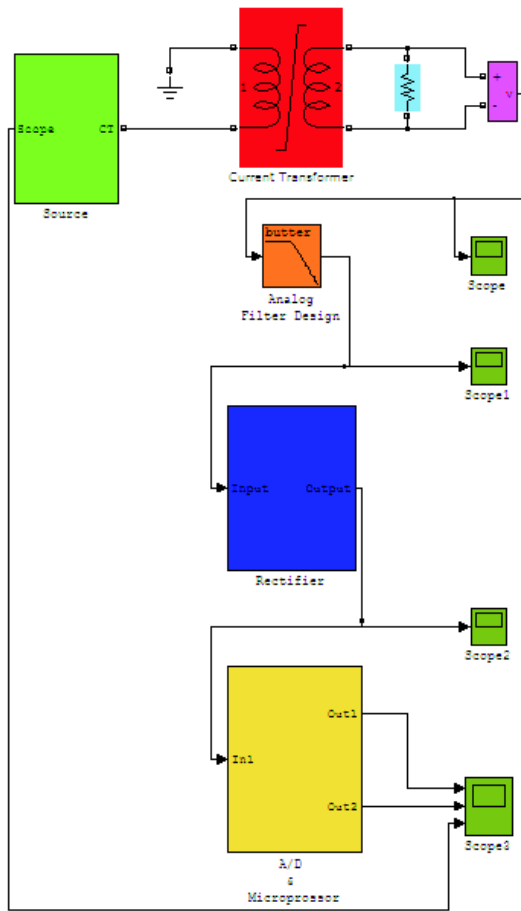 1 2
+
v
-
Scope CT
Current Transformer
Source
butter
Scope
Analog
Filter Design
Scope1
Input Output
Rectifier
Scope2
Out1
In1
Out2
Scope3
A/D
&
Microprossor